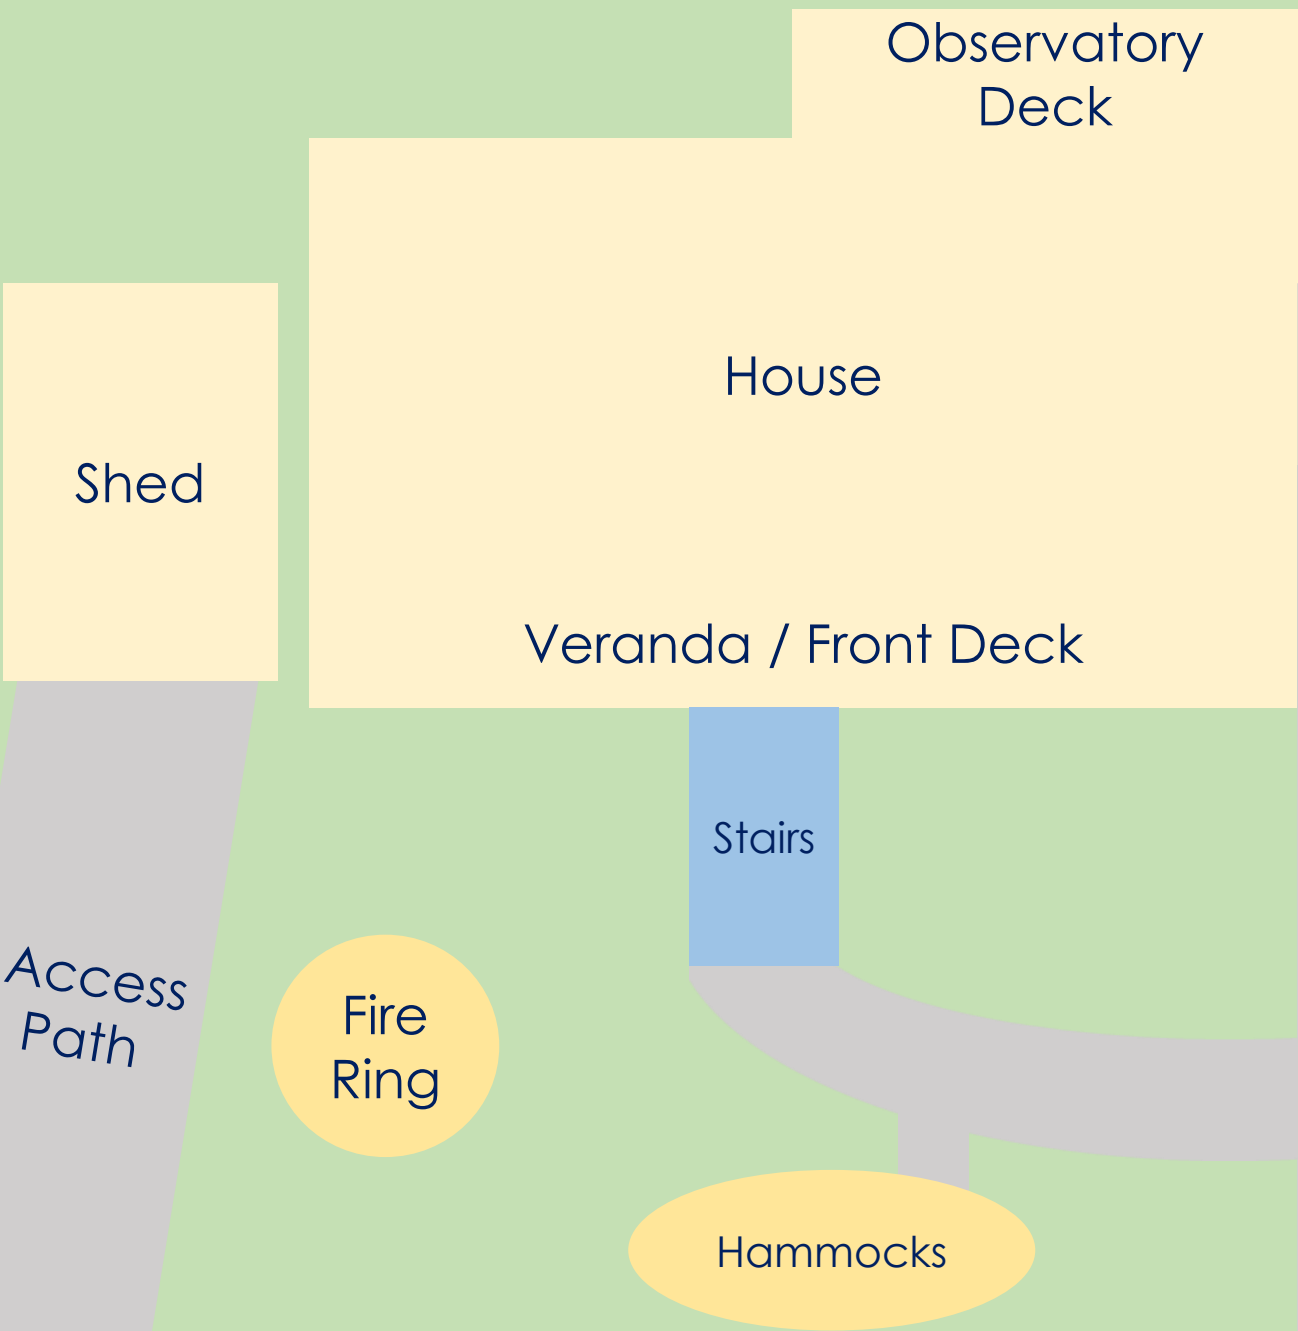 Observatory
Deck
House
Shed
Veranda / Front Deck
Stairs
Access
Path
Fire
Ring
Hammocks